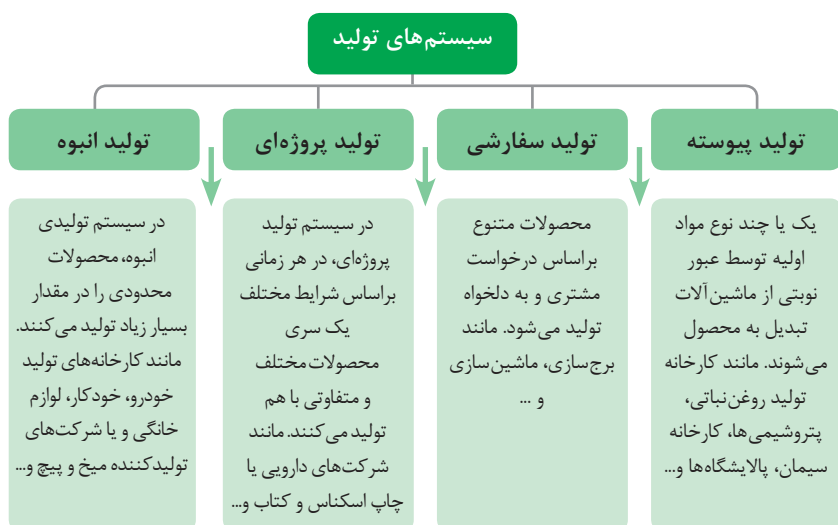 سیستم‌های تولید
تولید پیوسته
یک یا چند نوع مواد
اولیه توسط عبور
نوبتی از ماشین‌آلات
تبدیل به محصول
می‌شوند. مانند کارخانه
تولید روغن‌نباتی،
پتروشیمی‌ها، کارخانه
سیمان، پالایشگاه‌ها و...
تولید سفارشی
محصولات متنوع
براساس درخواست
مشتری و به دلخواه
تولید می‌شود. مانند
برج‌سازی، ماشین‌سازی
و ...
تولید پروژه‌ای
در سیستم تولید
پروژه‌ای، در هر زمانی
براساس شرایط مختلف
یک سری
محصولات مختلف
و متفاوتی با هم
تولید می‌کنند. مانند
شرکت‌های دارویی یا
چاپ اسکناس و کتاب و...
تولید انبوه
در سیستم تولیدی
انبوه، محصولات
محدودی را در مقدار
بسیار زیاد تولید می‌کنند.
مانند کارخانه‌های تولید
خودرو، خودکار، لوازم
خانگی و یا شرکت‌های
تولیدکننده میخ و پیچ و...